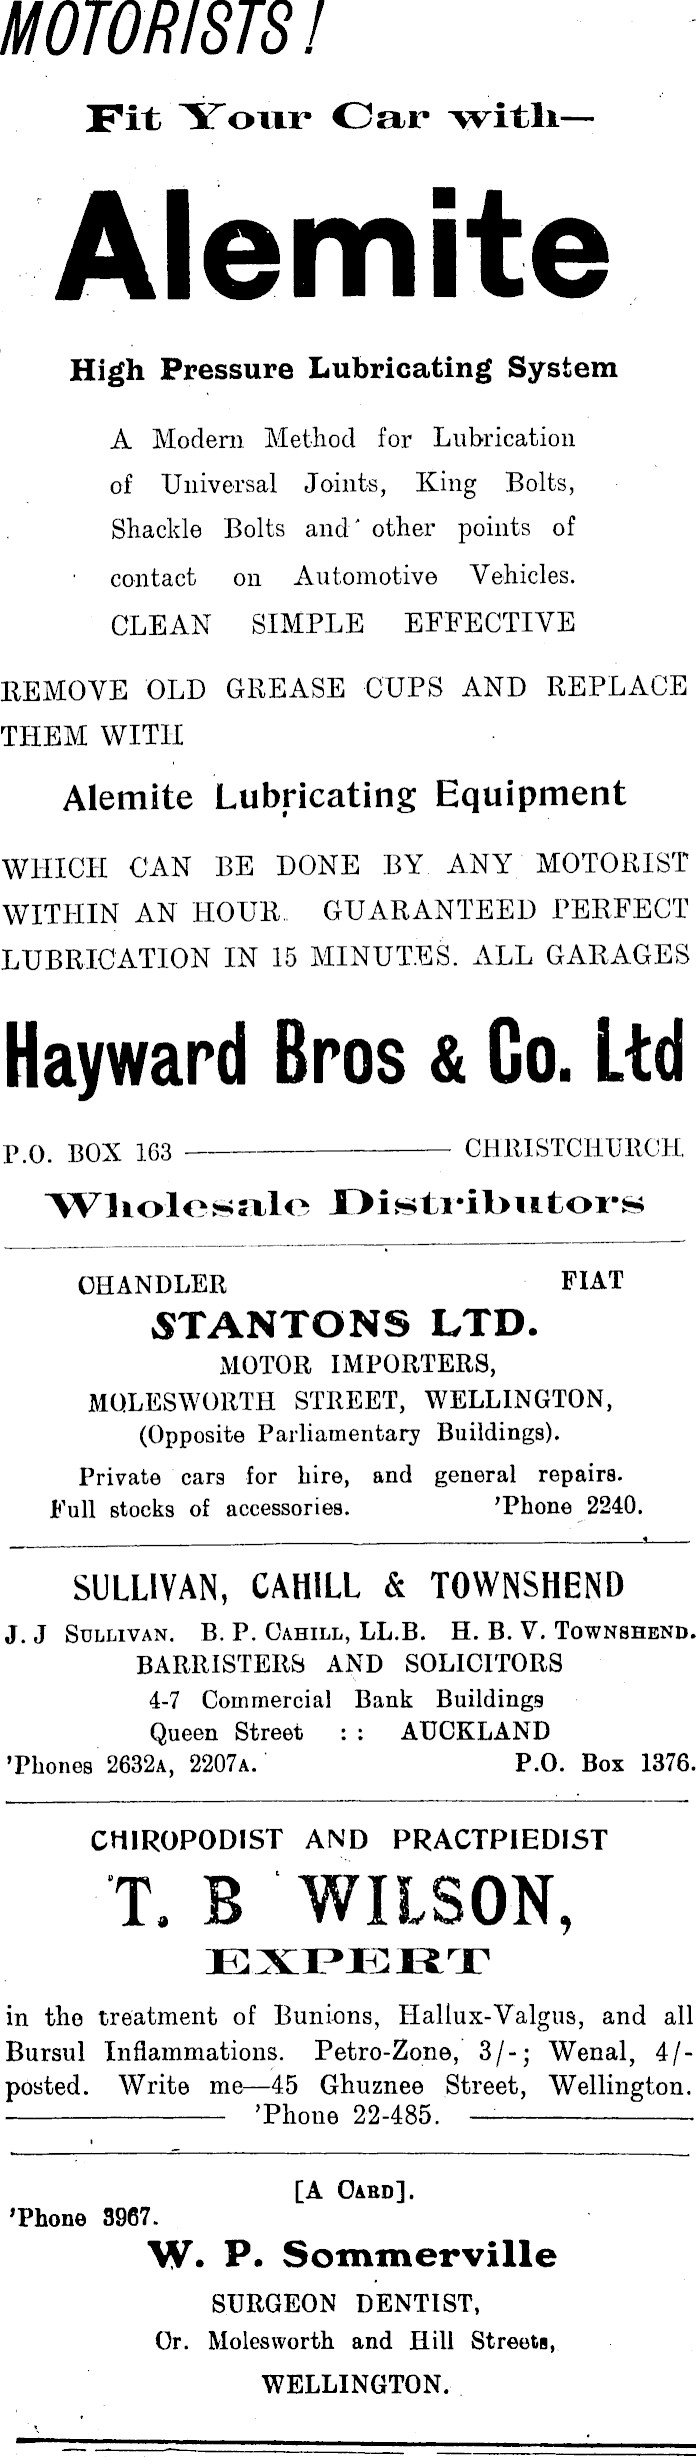 MOTORISTS!
Fit Your Car with—
Alemite
High Pressure Lubricating System
A Modern Method for Lubrication
of Universal Joints, King Bolts,
Shackle Bolts and other points of
contact on Automotive Vehicles.
CLEAN SIMPLE EFFECTIVE
REMOVE OLD GREASE CUPS AND REPLACE
THEM WITH
Alemite Lubricating Equipment
WHICH CAN BE DONE BY ANY MOTORIST
WITHIN AN HOUR. GUARANTEED PERFECT
LUBRICATION IN 15 MINUTES. ALL GARAGES
Hayward Bros & Co. Ltd
P.O. BOX 163 ——— CHRISTCHURCH.
Wholesale Distributors
CHANDLER FIAT
STANTONS LTD.
MOTOR IMPORTERS,
MOLESWORTH STREET, WELLINGTON,
(Opposite Parliamentary Buildings).
Private cars for hire, and general repairs.
Full stocks of accessories. 'Phone 2240.
SULLIVAN, CAHILL & TOWNSHEND
J. J SULLIVAN. B. P. CAHILL, LL.B. H. B. V. TOWNSHEND.
BARRISTERS AND SOLICITORS
4-7 Commercial Bank Buildings
Queen Street :: AUCKLAND
'Phones 2632A, 2207A. P.O. Box 1376.
CHIROPODIST AND PRACTPIEDIST
T. B WILSON,
EXPERT
in the treatment of Bunions, Hallux-Valgus, and all
Bursul Inflammations. Petro-Zone, 3/-; Wenal, 4/-
posted. Write me—45 Ghuznee Street, Wellington.
——— 'Phone 22-485. ———
[A CARD].
'Phone 3967.
W. P. Sommerville
SURGEON DENTIST,
Cr. Molesworth and Hill Streets,
WELLINGTON.